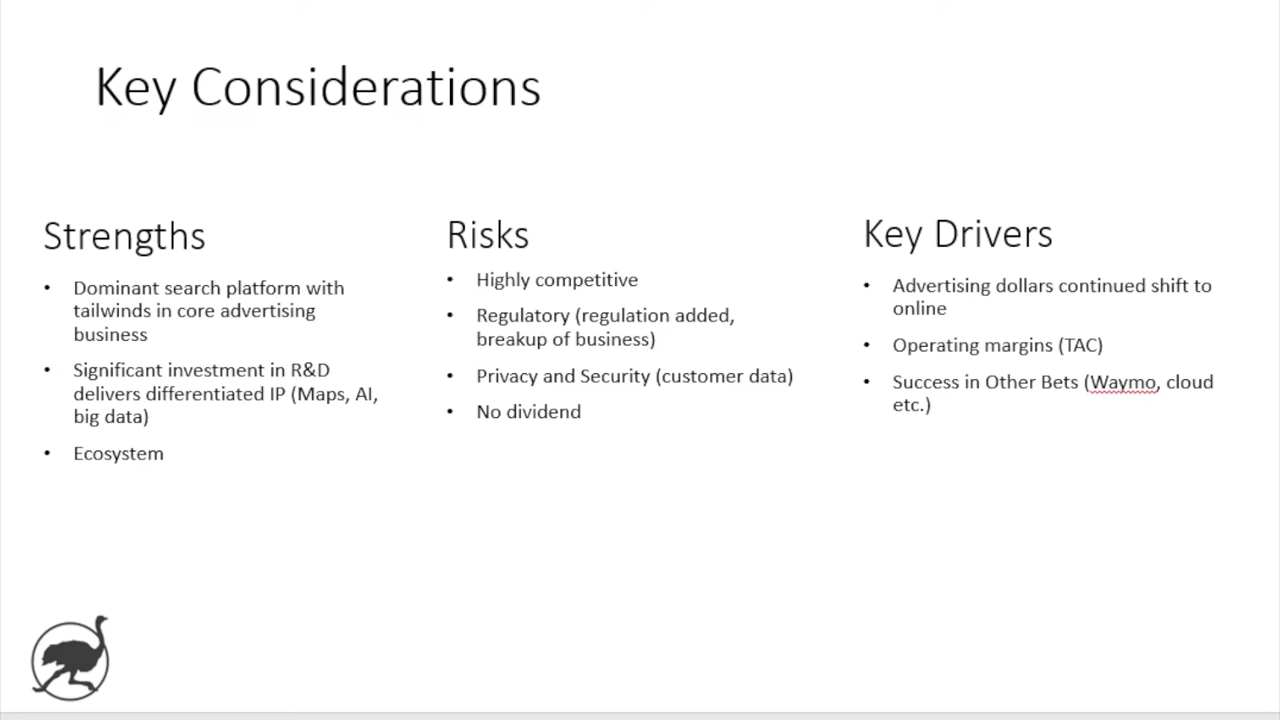 Key Considerations
Strengths
• Dominant search platform with
tailwinds in core advertising
business
• Significant investment in R&D
delivers differentiated IP (Maps, AI,
big data)
• Ecosystem
Risks
• Highly competitive
• Regulatory (regulation added,
breakup of business)
• Privacy and Security (customer data)
• No dividend
Key Drivers
• Advertising dollars continued shift to
online
• Operating margins (TAC)
• Success in Other Bets (Waymo, cloud
etc.)